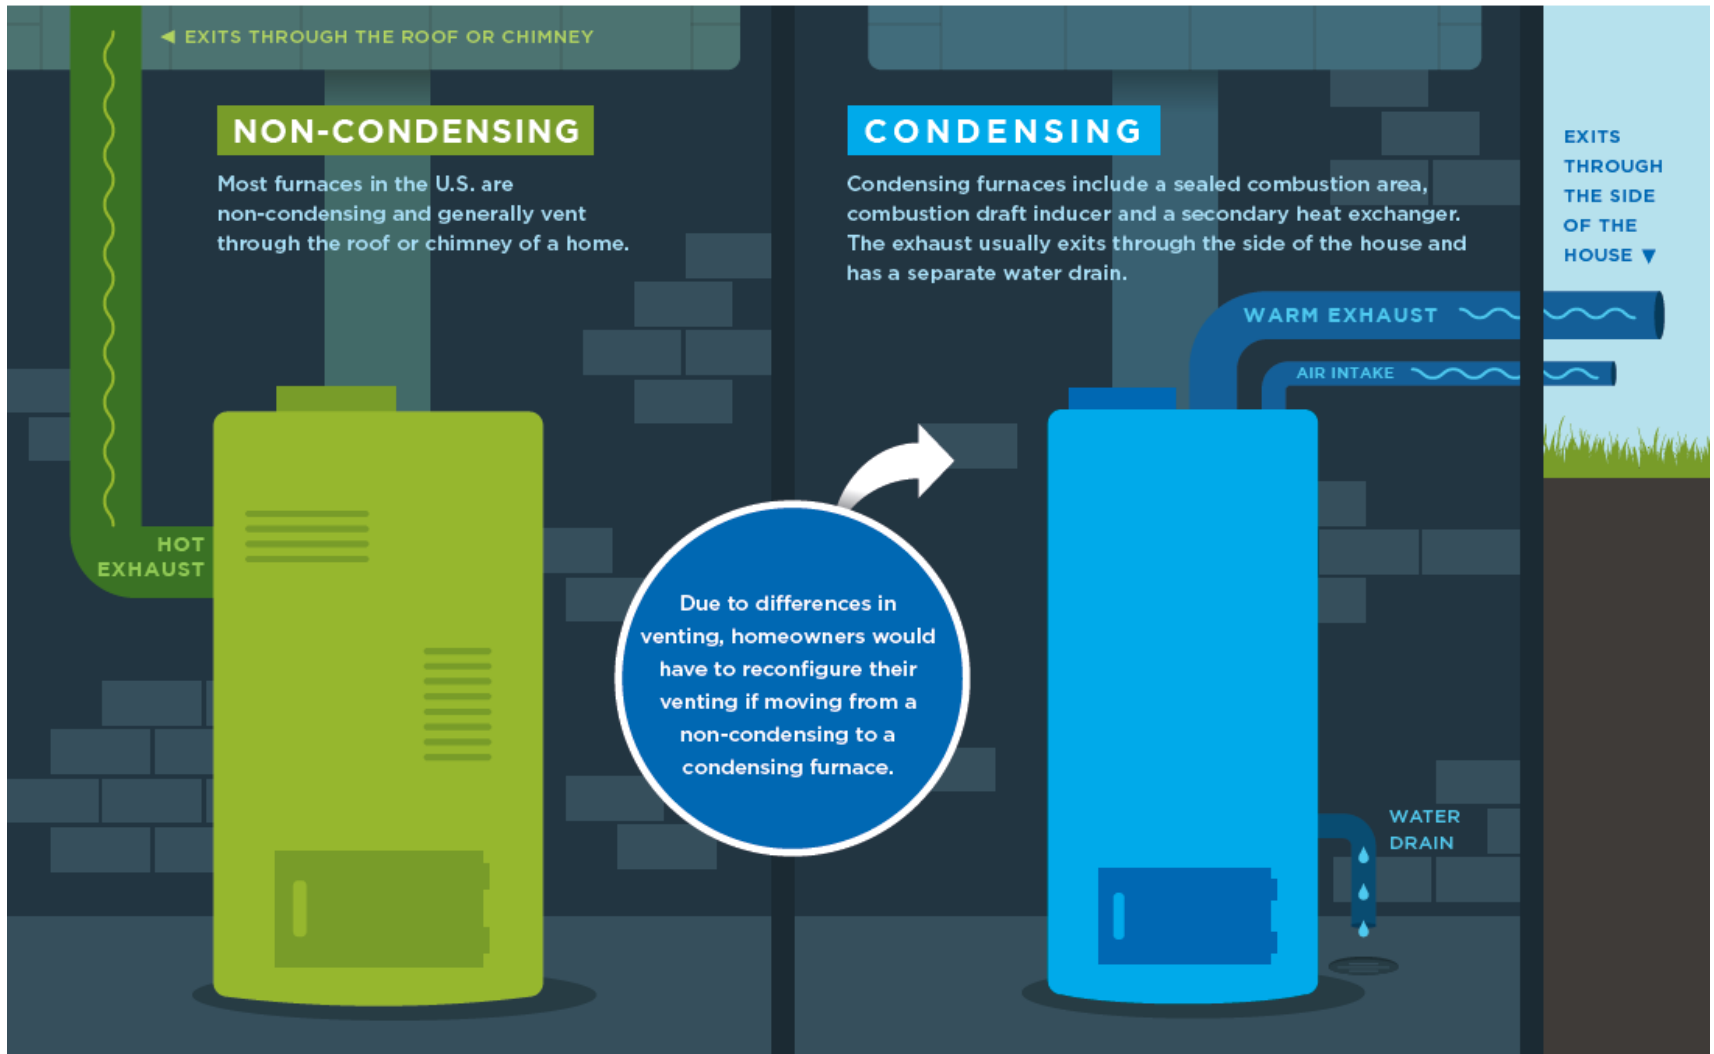 ◀ EXITS THROUGH THE ROOF OR CHIMNEY
NON-CONDENSING
Most furnaces in the U.S. are
non-condensing and generally vent
through the roof or chimney of a home.
HOT
EXHAUST
CONDENSING
Condensing furnaces include a sealed combustion area,
combustion draft inducer and a secondary heat exchanger.
The exhaust usually exits through the side of the house and
has a separate water drain.
EXITS
THROUGH
THE SIDE
OF THE
HOUSE ▼
WARM EXHAUST
AIR INTAKE
Due to differences in
venting, homeowners would
have to reconfigure their
venting if moving from a
non-condensing to a
condensing furnace.
WATER
DRAIN